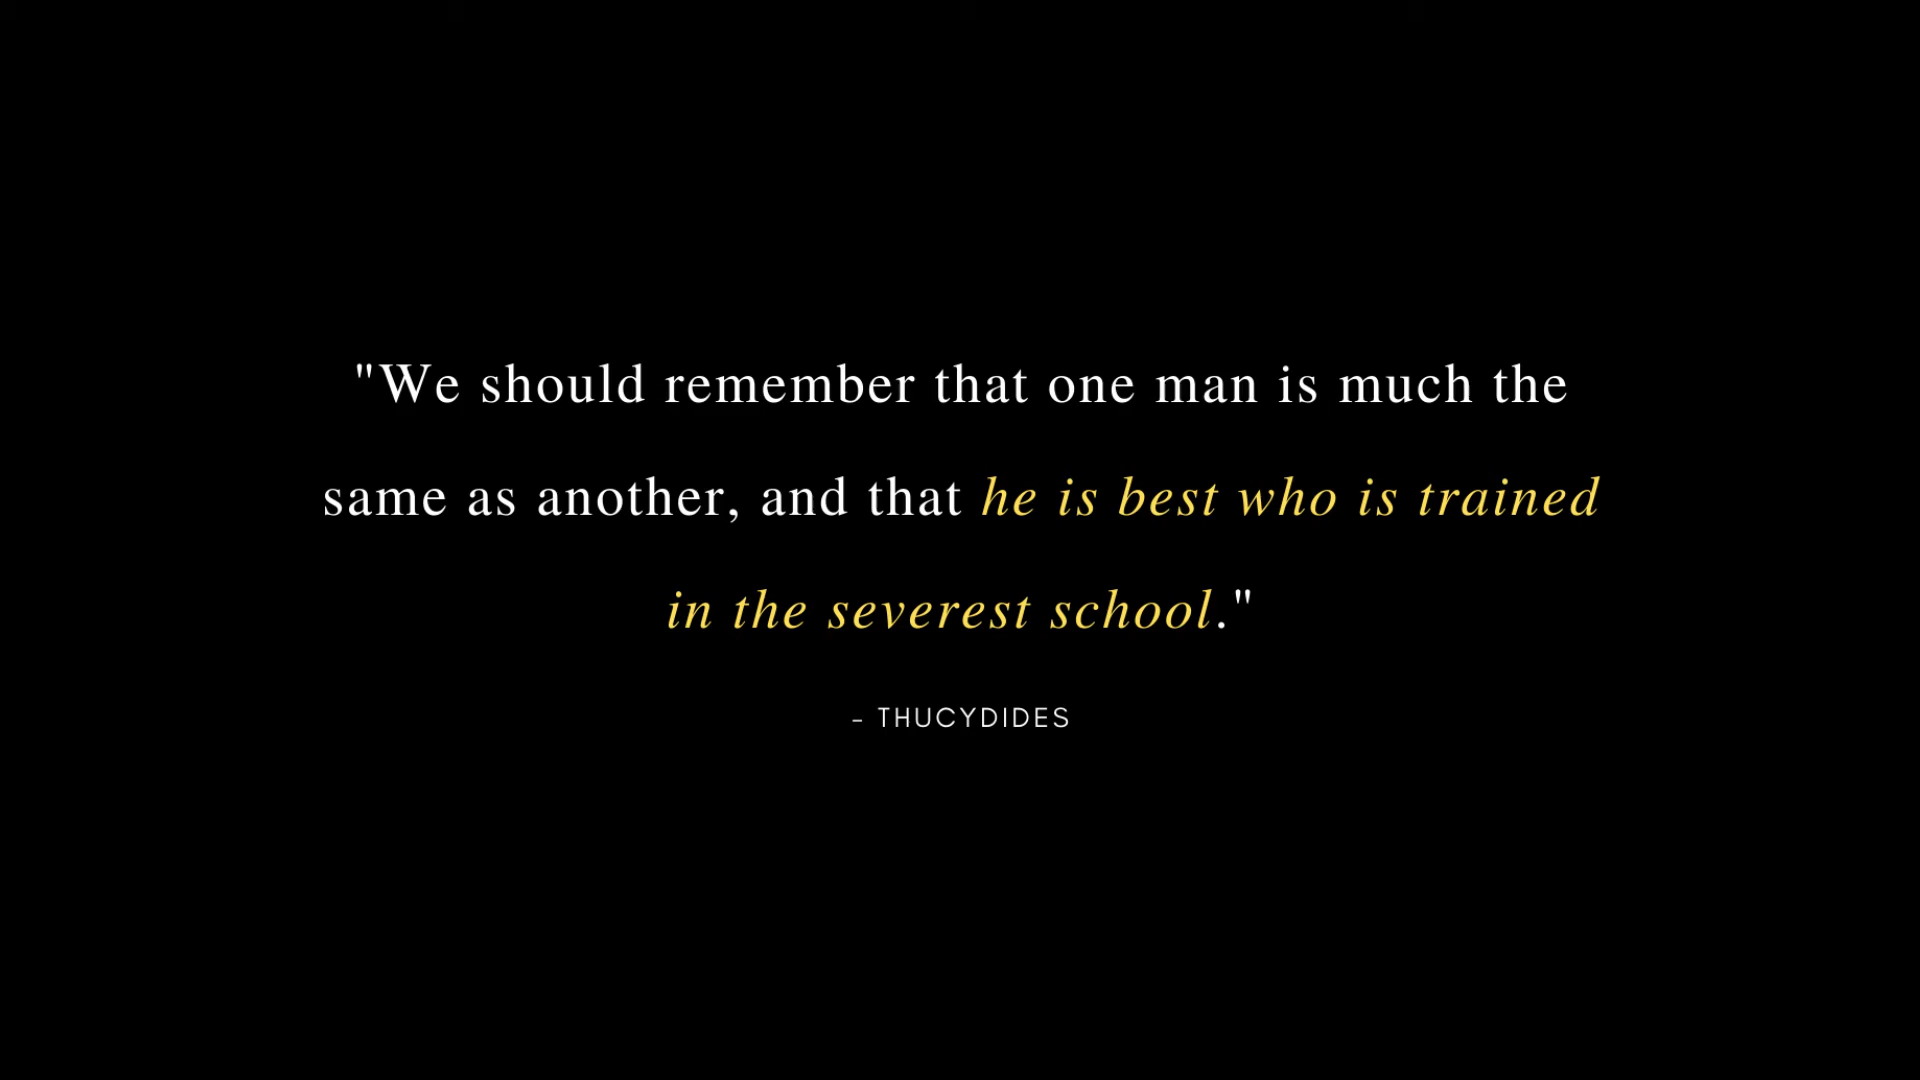 "We should remember that one man is much the
same as another, and that he is best who is trained
in the severest school."
– THUCYDIDES